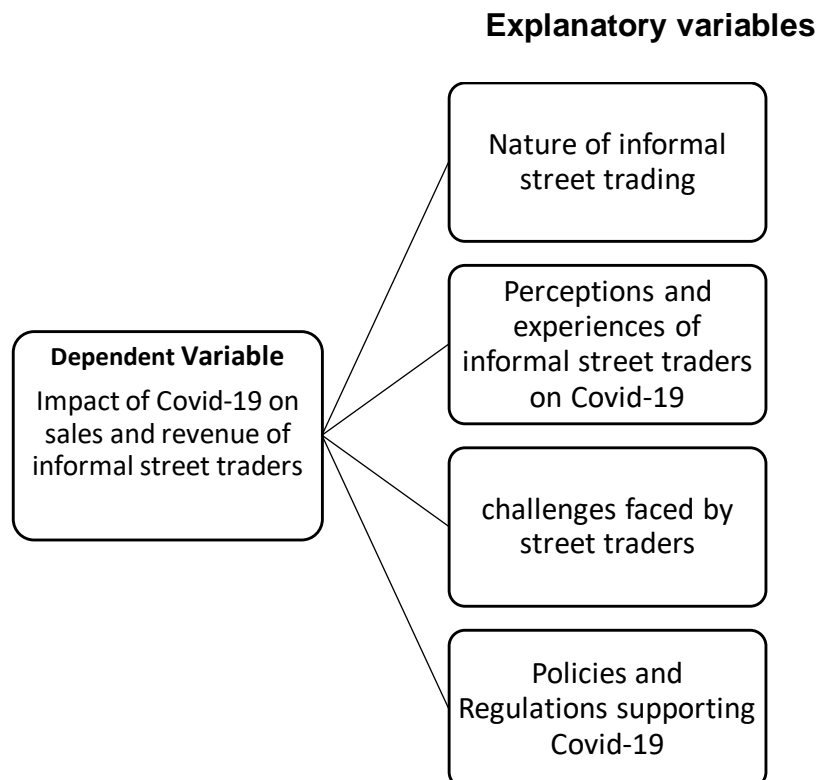 Explanatory variables
Nature of informal
street trading
Perceptions and
experiences of
informal street traders
on Covid-19
Dependent Variable
Impact of Covid-19 on
sales and revenue of
informal street traders
challenges faced by
street traders
Policies and
Regulations supporting
Covid-19